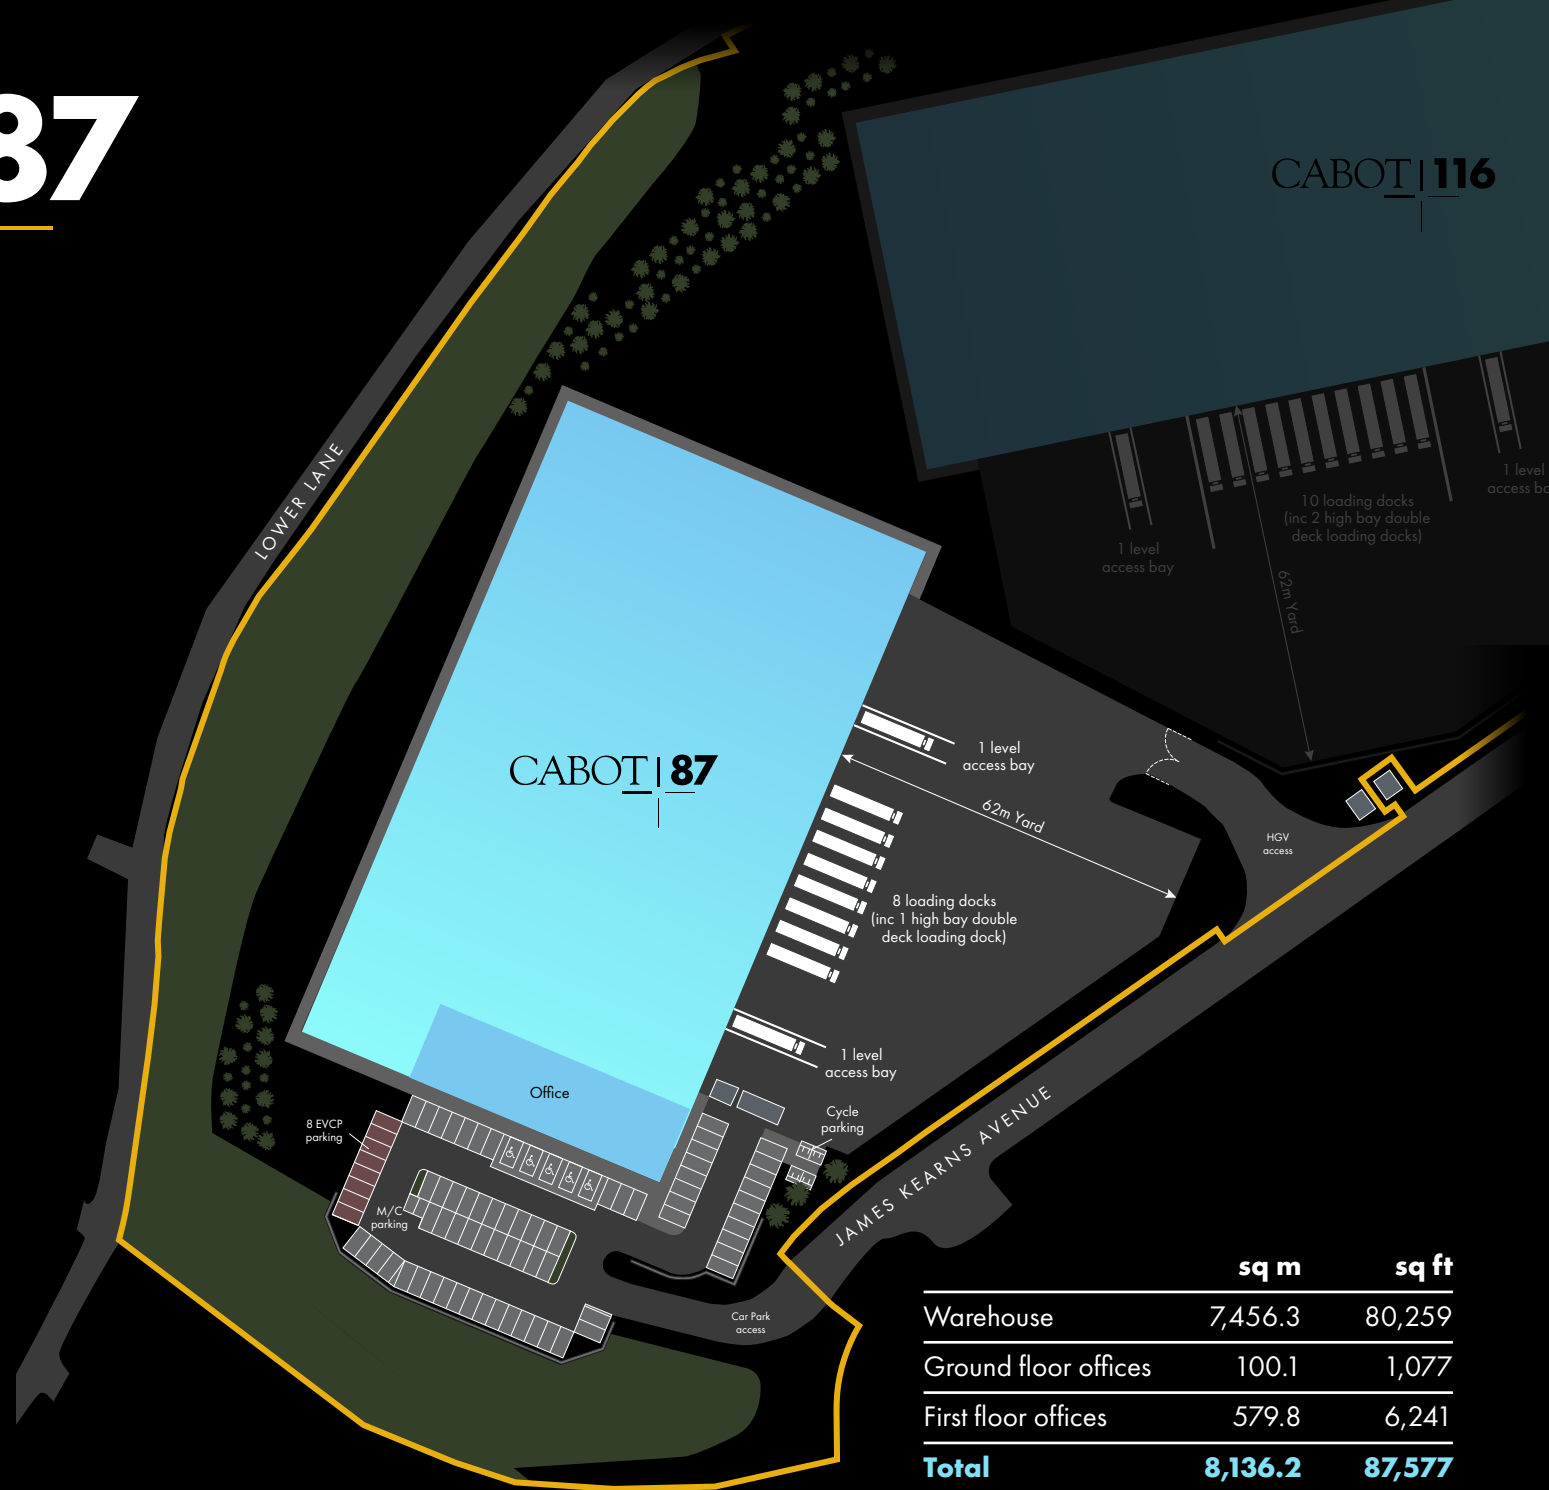 87
CABOT 116
LOWER LANE
1 level
access
10 loading docks
(inc 2 high bay double
deck loading docks)
1 level
access bay
62m Yard
CABOT 87
1 level
access bay
62m Yard
HGV
access
8 loading docks
(inc 1 high bay double
deck loading dock)
1 level
access bay
Office
Cycle
parking
8 EVCP
parking
M/C
parking
JAMES KEARNS AVENUE
Car Park
access
sq m sq ft
Warehouse 7,456.3 80,259
Ground floor offices 100.1 1,077
First floor offices 579.8 6,241
Total 8,136.2 87,577